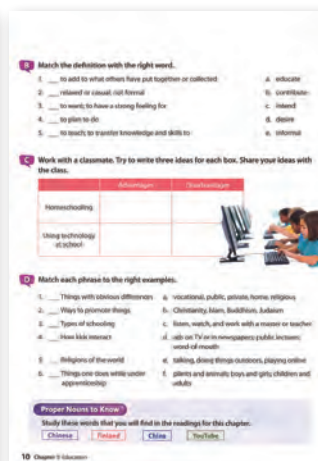 B Match the definition with the right word.
1. ___ to add to what others have put together or collected a. educate
2. ___ relaxed or casual; not formal b. contribute
3. ___ to want; to have a strong feeling for c. intend
4. ___ to plan to do d. desire
5. ___ to teach; to transfer knowledge and skills to e. informal
C Work with a classmate. Try to write three ideas for each box. Share your ideas with
the class.
Advantages Disadvantages
Homeschooling
Using technology
at school
D Match each phrase to the right examples.
1. ___ Things with obvious differences a. vocational, public, private, home, religious
2. ___ Ways to promote things b. Christianity, Islam, Buddhism, Judaism
3. ___ Types of schooling c. listen, watch, and work with a master or teacher
4. ___ How kids interact d. ads on TV or in newspapers; public lectures;
word-of-mouth
5. ___ Religions of the world e. talking, doing things outdoors, playing online
6. ___ Things one does while under f. plants and animals; boys and girls; children and
apprenticeship adults
Proper Nouns to Know
Study these words that you will find in the readings for this chapter.
Chinese Finland China YouTube
10 Chapter 1: Education